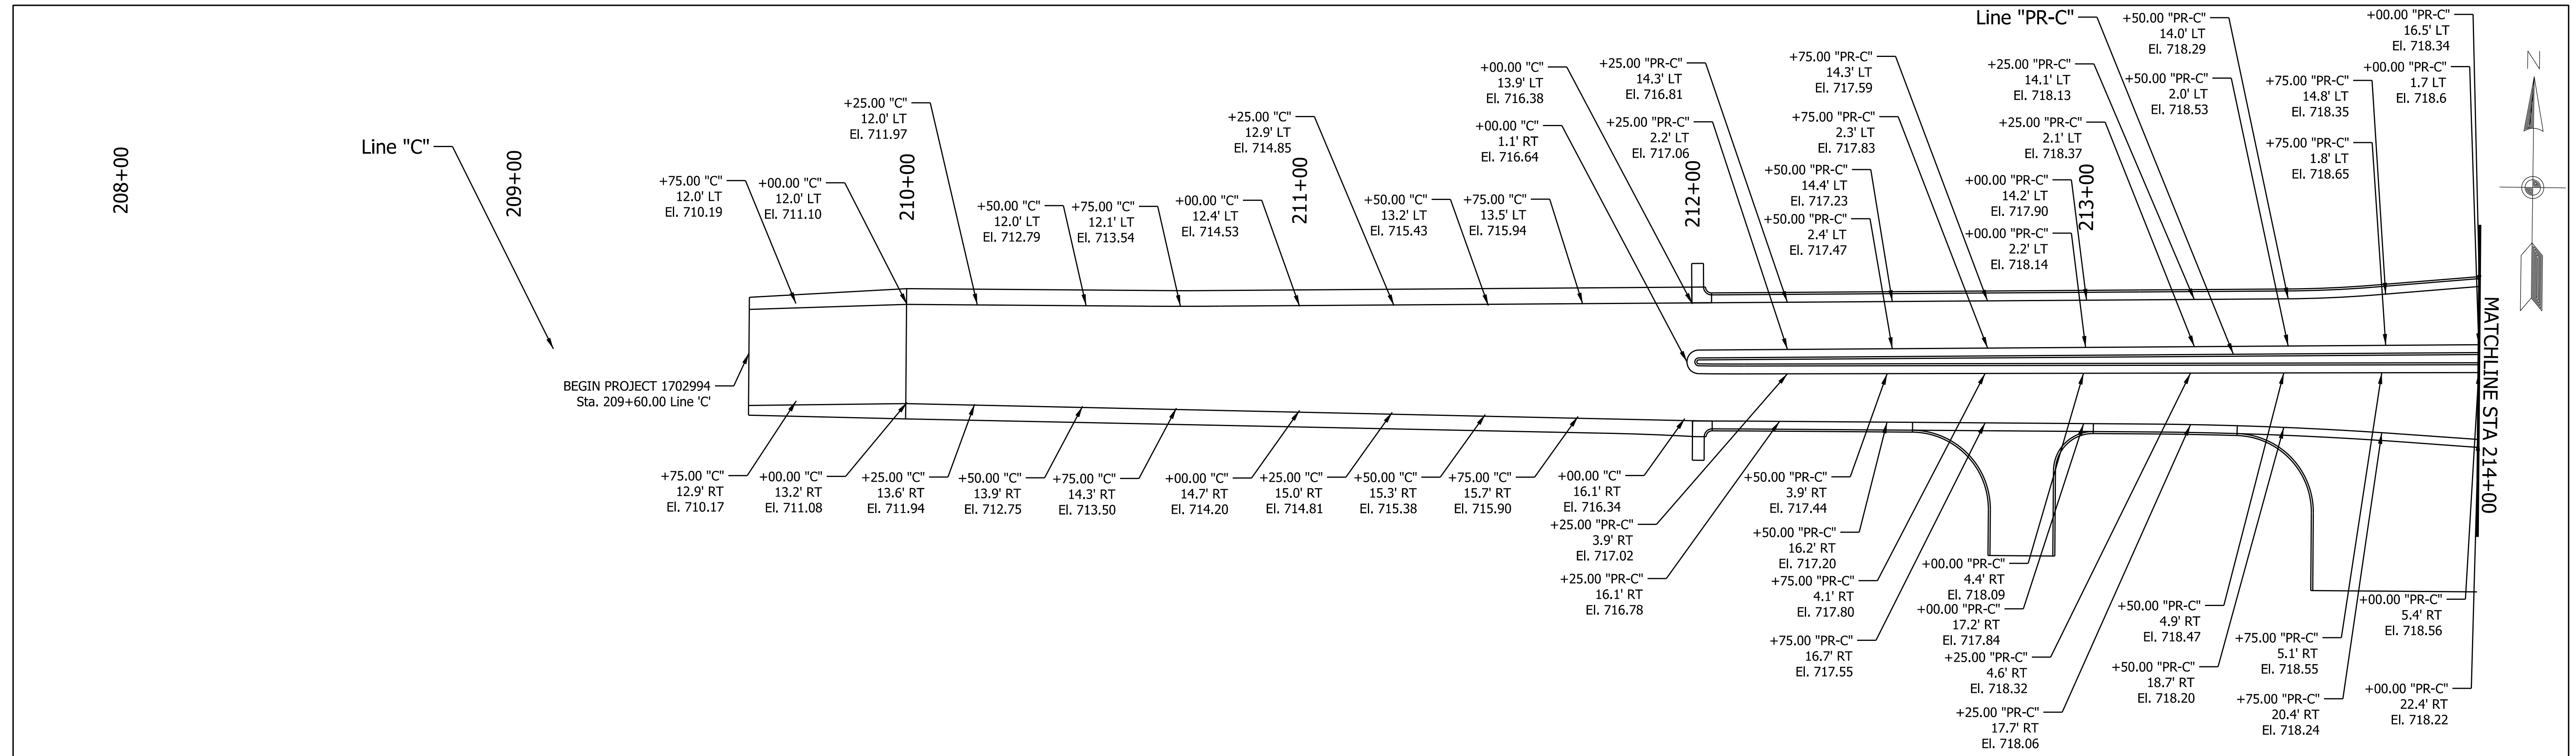 Line "PR-C"
+50.00 "PR-C"
14.0' LT
El. 718.29
+00.00 "PR-C"
16.5' LT
El. 718.34
+00.00 "C"
13.9' LT
El. 716.38
+25.00 "PR-C"
14.3' LT
El. 716.81
+75.00 "PR-C"
14.3' LT
El. 717.59
+25.00 "PR-C"
14.1' LT
El. 718.13
+50.00 "PR-C"
2.0' LT
El. 718.53
+75.00 "PR-C"
14.8' LT
El. 718.35
+00.00 "PR-C"
1.7 LT
El. 718.6
N
+25.00 "C"
12.0' LT
El. 711.97
+25.00 "C"
12.9' LT
El. 714.85
+00.00 "C"
1.1' RT
El. 716.64
+25.00 "PR-C"
2.2' LT
El. 717.06
+75.00 "PR-C"
2.3' LT
El. 717.83
+25.00 "PR-C"
2.1' LT
El. 718.37
+75.00 "PR-C"
1.8' LT
El. 718.65
Line "C"
208+00
209+00
210+00
211+00
212+00
213+00
+75.00 "C"
12.0' LT
El. 710.19
+00.00 "C"
12.0' LT
El. 711.10
+50.00 "C"
12.0' LT
El. 712.79
+75.00 "C"
12.1' LT
El. 713.54
+00.00 "C"
12.4' LT
El. 714.53
+50.00 "C"
13.2' LT
El. 715.43
+75.00 "C"
13.5' LT
El. 715.94
+50.00 "PR-C"
14.4' LT
El. 717.23
+50.00 "PR-C"
2.4' LT
El. 717.47
+00.00 "PR-C"
14.2' LT
El. 717.90
+00.00 "PR-C"
2.2' LT
El. 718.14
BEGIN PROJECT 1702994
Sta. 209+60.00 Line 'C'
MATCHLINE STA 214+00
+75.00 "C"
12.9' RT
El. 710.17
+00.00 "C"
13.2' RT
El. 711.08
+25.00 "C"
13.6' RT
El. 711.94
+50.00 "C"
13.9' RT
El. 712.75
+75.00 "C"
14.3' RT
El. 713.50
+00.00 "C"
14.7' RT
El. 714.20
+25.00 "C"
15.0' RT
El. 714.81
+50.00 "C"
15.3' RT
El. 715.38
+75.00 "C"
15.7' RT
El. 715.90
+00.00 "C"
16.1' RT
El. 716.34
+25.00 "PR-C"
3.9' RT
El. 717.02
+25.00 "PR-C"
16.1' RT
El. 716.78
+50.00 "PR-C"
3.9' RT
El. 717.44
+50.00 "PR-C"
16.2' RT
El. 717.20
+75.00 "PR-C"
4.1' RT
El. 717.80
+75.00 "PR-C"
16.7' RT
El. 717.55
+00.00 "PR-C"
4.4' RT
El. 718.09
+00.00 "PR-C"
17.2' RT
El. 717.84
+25.00 "PR-C"
4.6' RT
El. 718.32
+25.00 "PR-C"
17.7' RT
El. 718.06
+50.00 "PR-C"
4.9' RT
El. 718.47
+50.00 "PR-C"
18.7' RT
El. 718.20
+75.00 "PR-C"
5.1' RT
El. 718.55
+75.00 "PR-C"
20.4' RT
El. 718.24
+00.00 "PR-C"
5.4' RT
El. 718.56
+00.00 "PR-C"
22.4' RT
El. 718.22